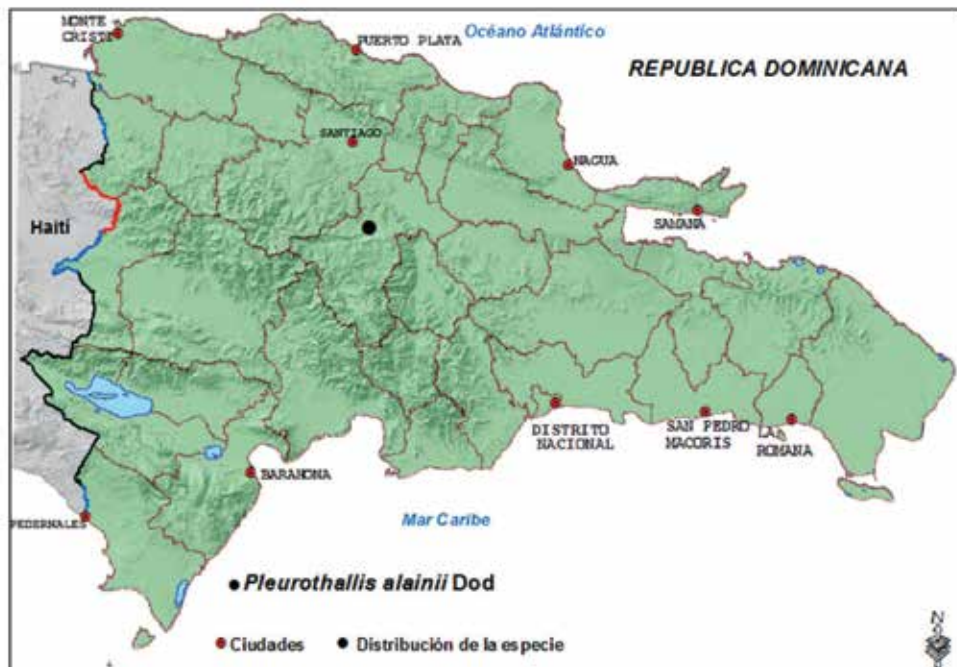 MONTE
CRISTI
PUERTO PLATA
Océano Atlántico
REPUBLICA DOMINICANA
SANTIAGO
NAGUA
SAMANA
Haití
DISTRITO
NACIONAL
SAN PEDRO
MACORIS
LA
ROMANA
BARAHONA
PEDERNALES
Mar Caribe
Pleurothallis alainii Dod
Ciudades
Distribución de la especie
N